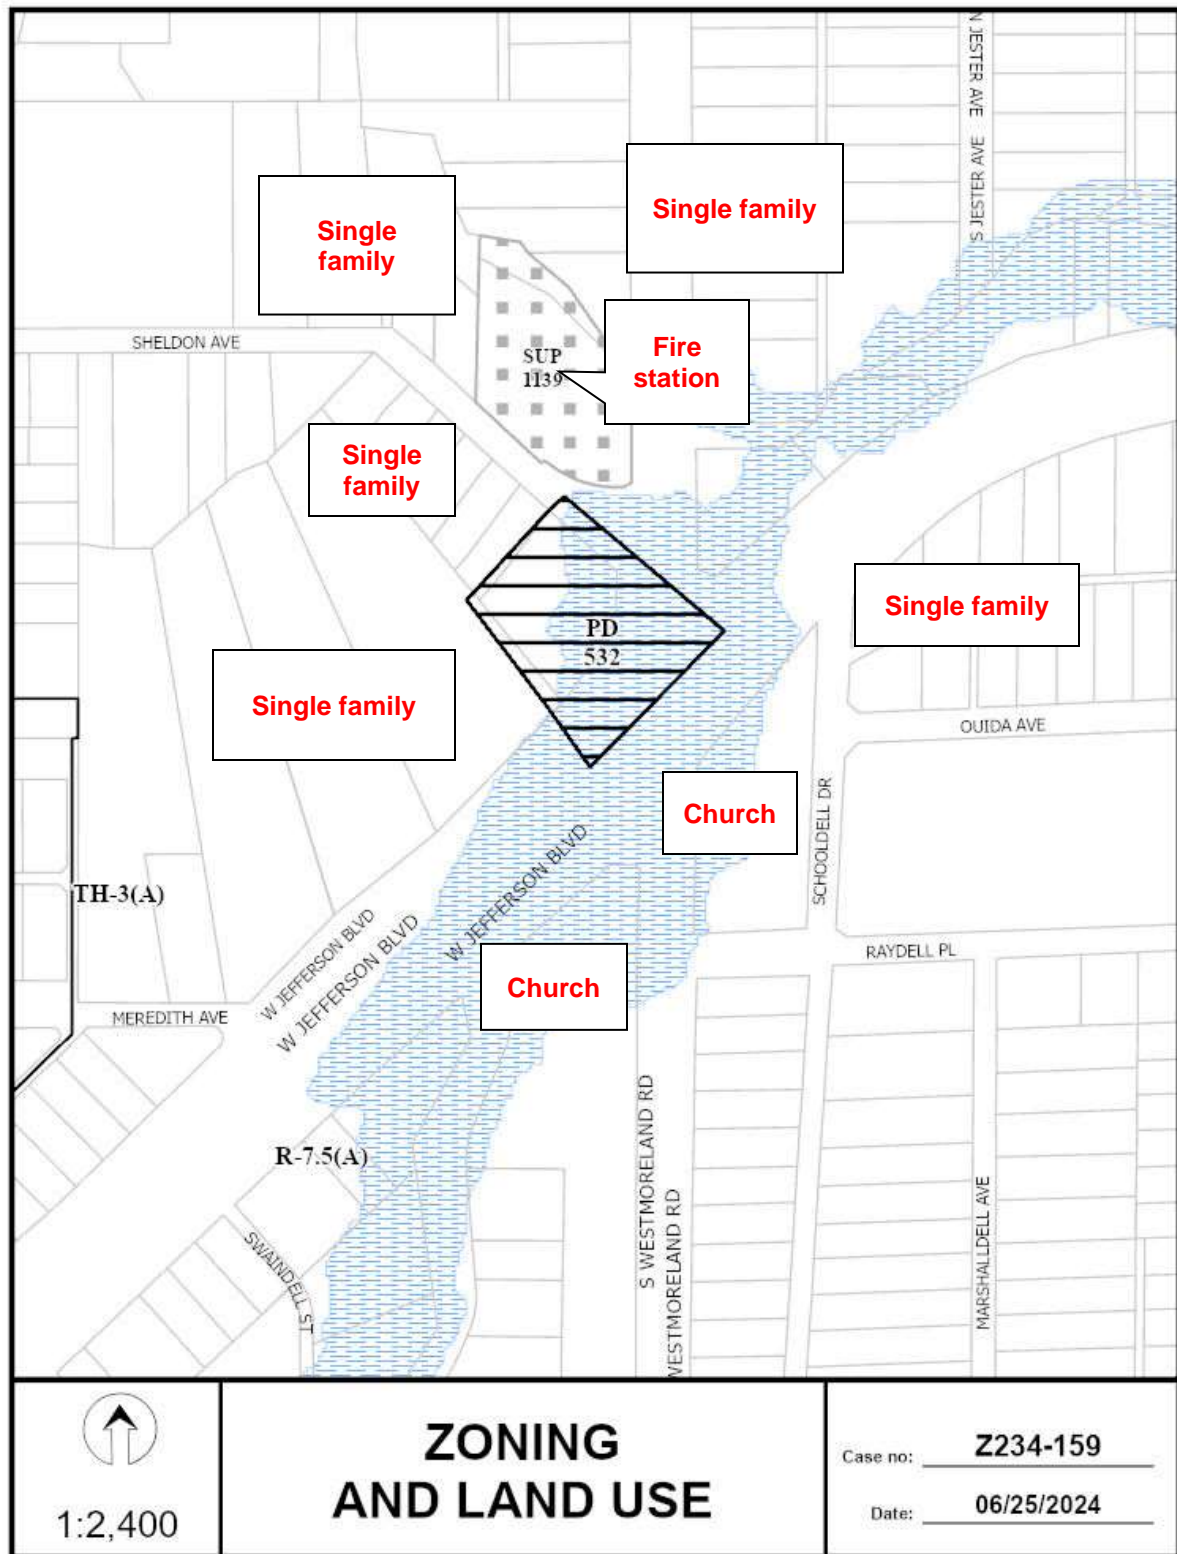 N JESTER AVE
S JESTER AVE
Single family
Single
family
SHELDON AVE
SUP
1139
Fire
station
Single
family
PD
532
Single family
Single family
OUIDA AVE
SCHOOLDELL DR
Church
W JEFFERSON BLVD
TH-3(A)
W JEFFERSON BLVD
W JEFFERSON BLVD
RAYDELL PL
Church
MEREDITH AVE
R-7.5(A)
S WESTMORELAND RD
WESTMORELAND RD
MARSHALLDELL AVE
SWAINDELL ST
1:2,400
ZONING
AND LAND USE
Case no: Z234-159
Date: 06/25/2024